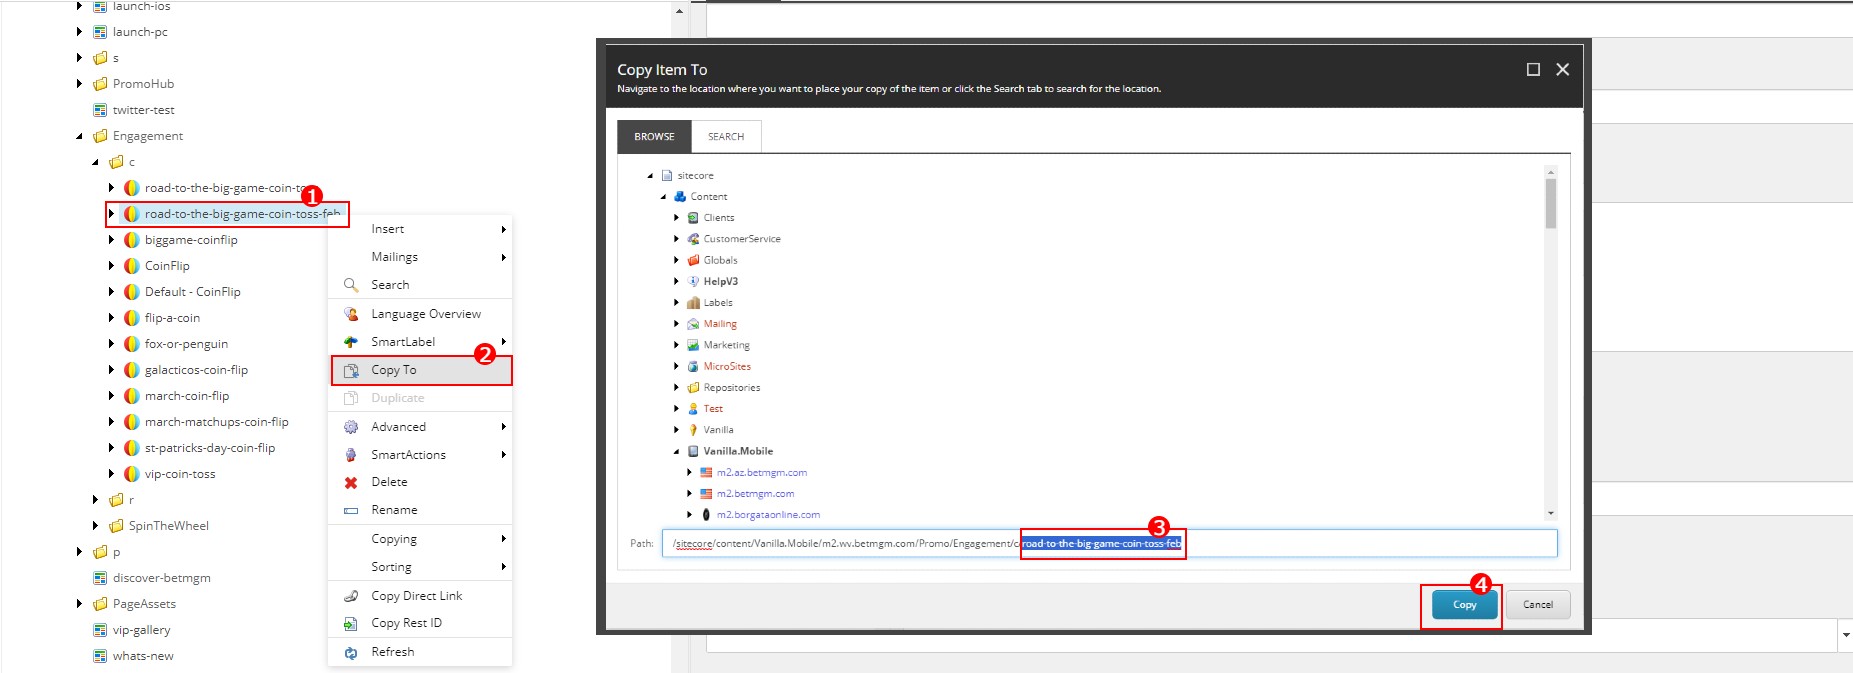 launch-ios
launch-pc
s
PromoHub
twitter-test
Engagement
c
road-to-the-big-game-coin-to
1
road-to-the-big-game-coin-toss-feb
biggame-coinflip
CoinFlip
Default - CoinFlip
flip-a-coin
fox-or-penguin
galacticos-coin-flip
march-coin-flip
march-matchups-coin-flip
st-patricks-day-coin-flip
vip-coin-toss
r
SpinTheWheel
p
discover-betmgm
PageAssets
vip-gallery
whats-new
Insert
Mailings
Search
Language Overview
SmartLabel
2
Copy To
Duplicate
Advanced
SmartActions
Delete
Rename
Copying
Sorting
Copy Direct Link
Copy Rest ID
Refresh
Copy Item To
Navigate to the location where you want to place your copy of the item or click the Search tab to search for the location.
BROWSE SEARCH
sitecore
Content
Clients
CustomerService
Globals
HelpV3
Labels
Mailing
Marketing
MicroSites
Repositories
Test
Vanilla
Vanilla.Mobile
m2.az.betmgm.com
m2.betmgm.com
m2.borgataonline.com
3
Path: /sitecore/content/Vanilla.Mobile/m2.wv.betmgm.com/Promo/Engagement/c/road-to-the-big-game-coin-toss-feb
4
Copy Cancel